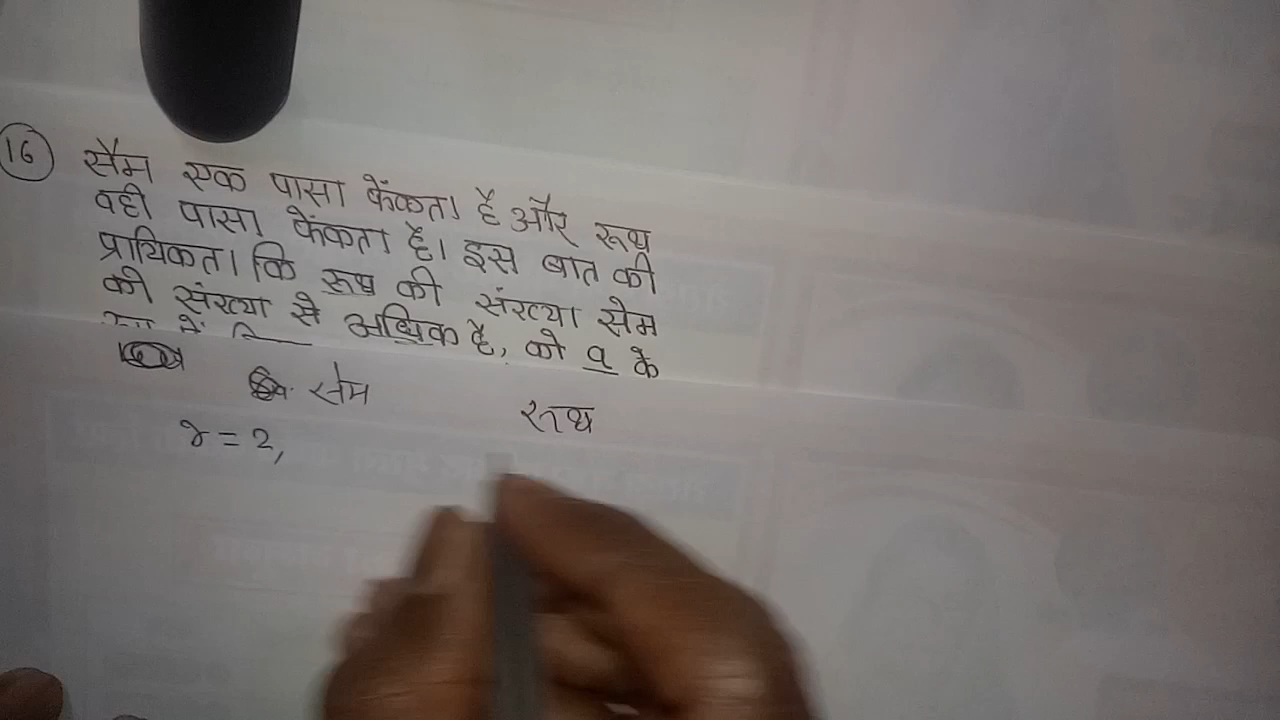 16 सैम एक पासा फेंकता है और रूथ
वही पासा फेंकता है। इस बात की
प्रायिकता कि रूथ की संख्या सेम
की संख्या से अधिक है, को a के
सेम
रूथ
r = 2,